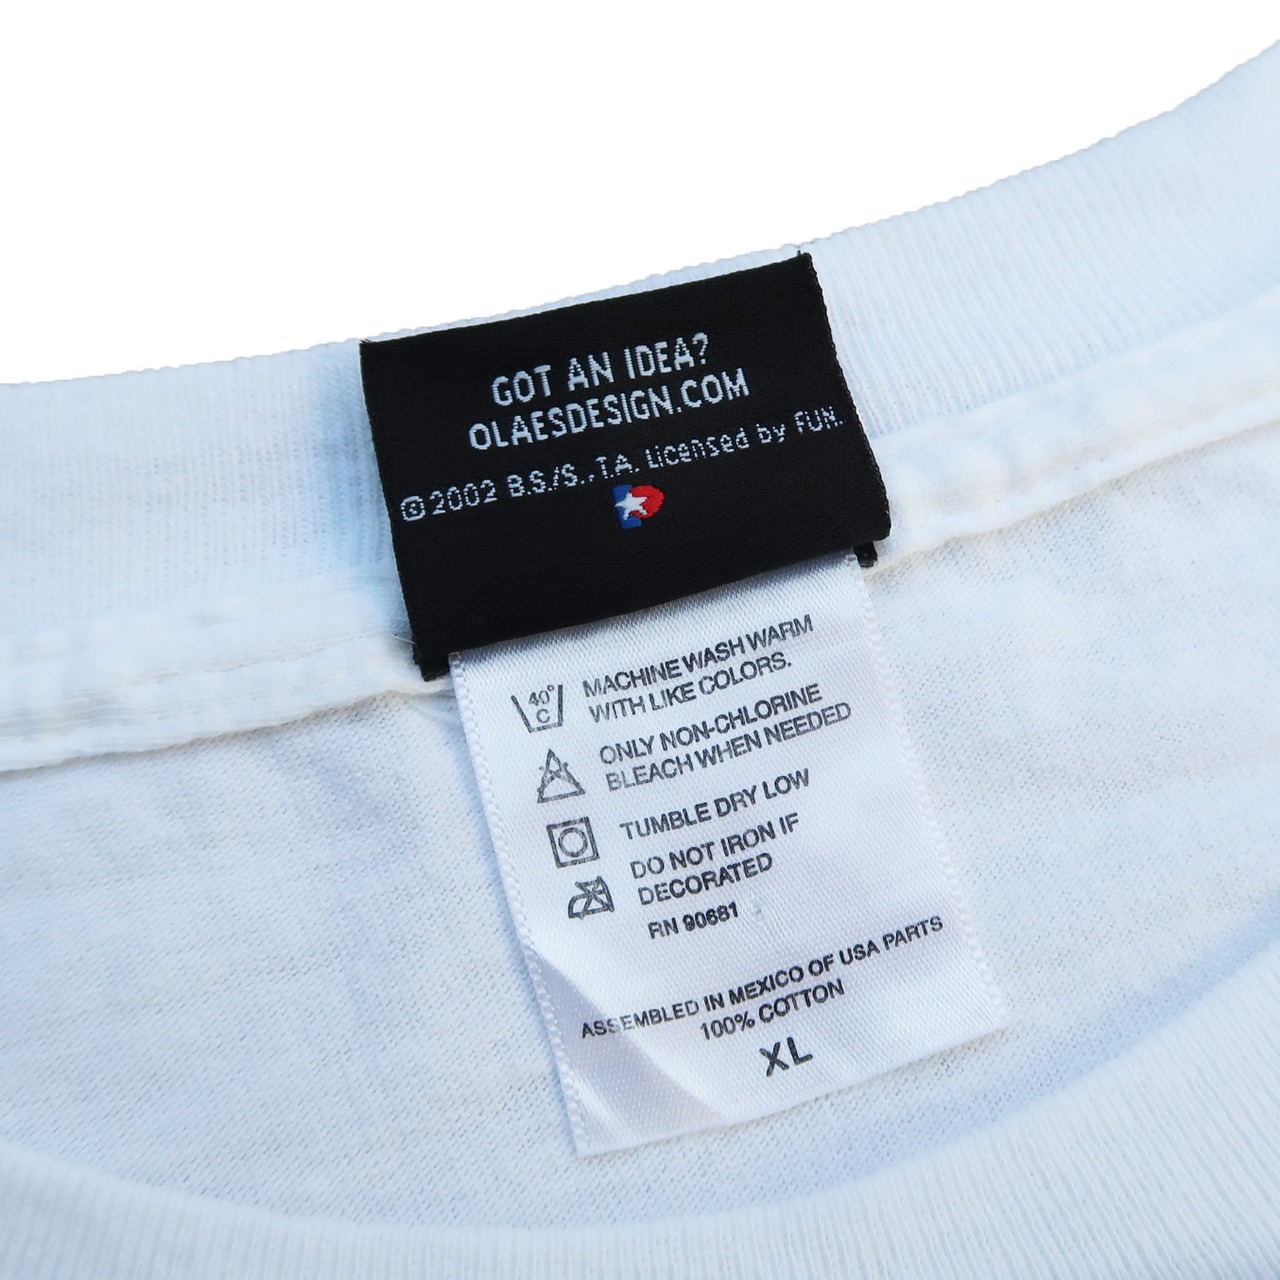 GOT AN IDEA?
OLAESDESIGN.COM
©2002 B.S./S..T.A. Licensed by FUN.
40°
C
MACHINE WASH WARM
WITH LIKE COLORS.
ONLY NON-CHLORINE
BLEACH WHEN NEEDED
TUMBLE DRY LOW
DO NOT IRON IF
DECORATED
RN 90681
ASSEMBLED IN MEXICO OF USA PARTS
100% COTTON
XL